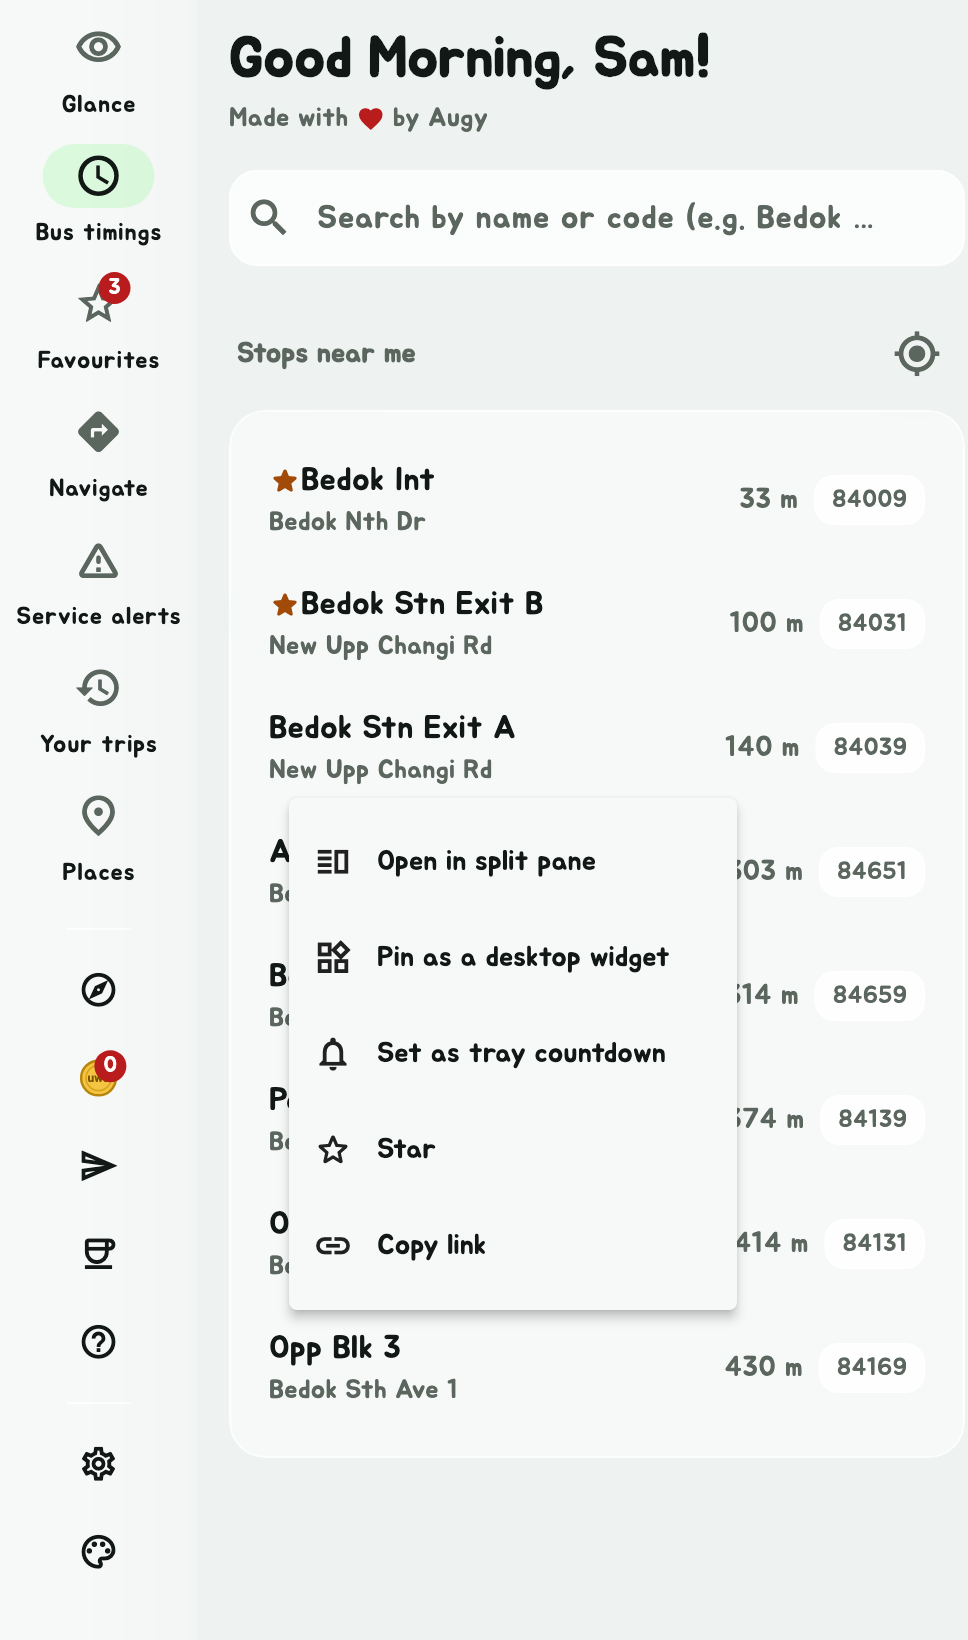 Glance
Bus timings
3
Favourites
Navigate
Service alerts
Your trips
Places
0
Good Morning, Sam!
Made with ❤ by Augy
Search by name or code (e.g. Bedok ...
Stops near me
Bedok Int
Bedok Nth Dr
33 m
84009
Bedok Stn Exit B
New Upp Changi Rd
100 m
84031
Bedok Stn Exit A
New Upp Changi Rd
140 m
84039
84651
84659
84139
414 m
84131
Open in split pane
Pin as a desktop widget
Set as tray countdown
Star
Copy link
Opp Blk 3
Bedok Sth Ave 1
430 m
84169